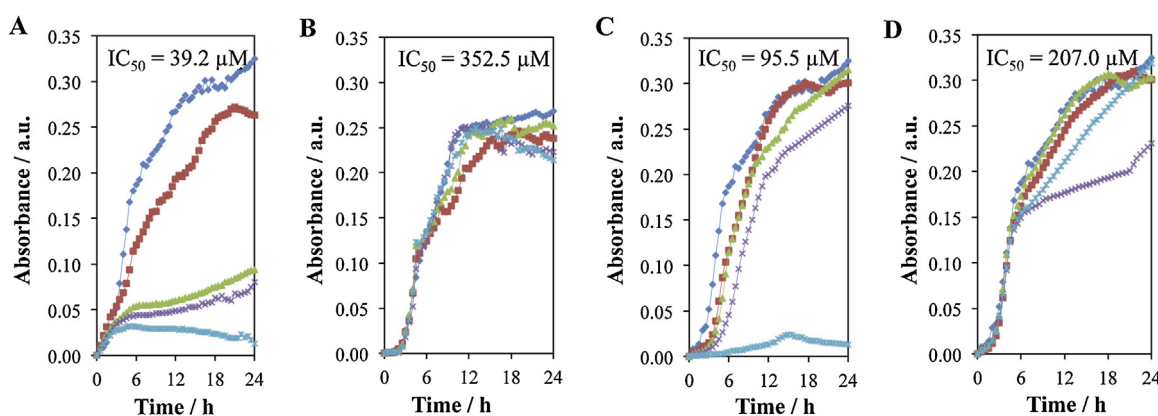 A
IC50 = 39.2 µM
0.35
0.30
0.25
0.20
0.15
0.10
0.05
0.00
Absorbance / a.u.
0 6 12 18 24
Time / h
B
IC50 = 352.5 µM
0.35
0.30
0.25
0.20
0.15
0.10
0.05
0.00
Absorbance / a.u.
0 6 12 18 24
Time / h
C
IC50 = 95.5 µM
0.35
0.30
0.25
0.20
0.15
0.10
0.05
0.00
Absorbance / a.u.
0 6 12 18 24
Time / h
D
IC50 = 207.0 µM
0.35
0.30
0.25
0.20
0.15
0.10
0.05
0.00
Absorbance / a.u.
0 6 12 18 24
Time / h